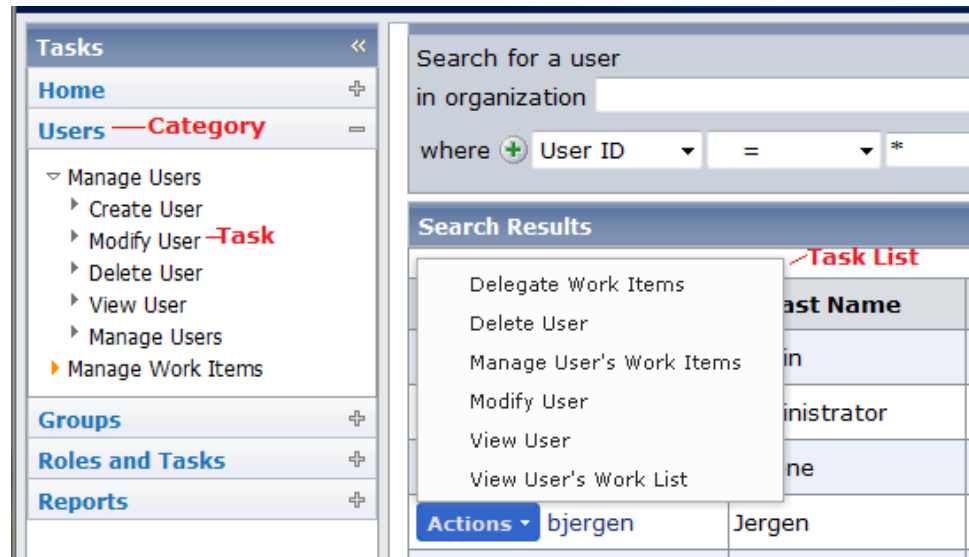 Tasks
Home
Users Category
Manage Users
Create User
Modify User Task
Delete User
View User
Manage Users
Manage Work Items
Groups
Roles and Tasks
Reports
Search for a user
in organization
where User ID = *
Search Results
Task List
Delegate Work Items
Delete User
Manage User's Work Items
Modify User
View User
View User's Work List
ast Name
in
inistrator
ne
Actions bjergen Jergen